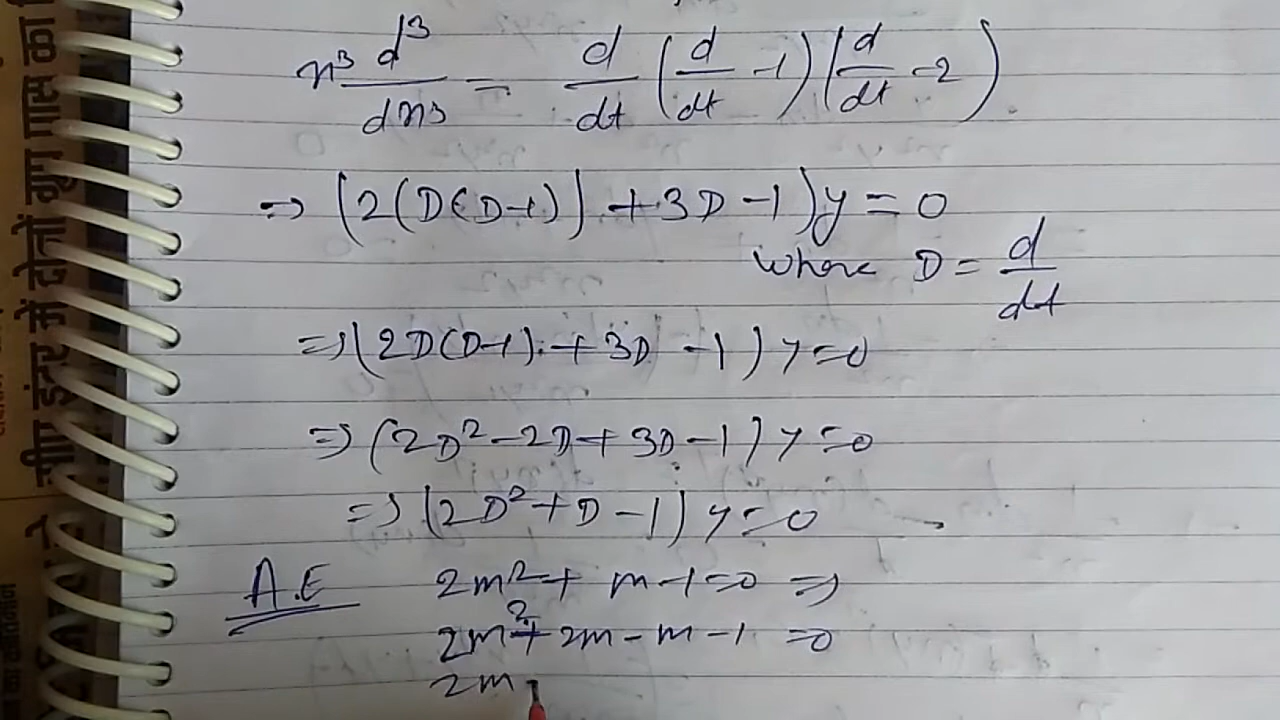 x³ d³/dx³ = d/dt (d/dt -1)(d/dt -2)
=> (2(D(D-1)) + 3D -1)y = 0
where D = d/dt
=> (2D(D-1) + 3D -1) y = 0
=> (2D² -2D + 3D -1) y = 0
=> (2D² + D -1) y = 0
A.E 2m² + m -1 = 0 =>
2m² + 2m - m -1 = 0
2m